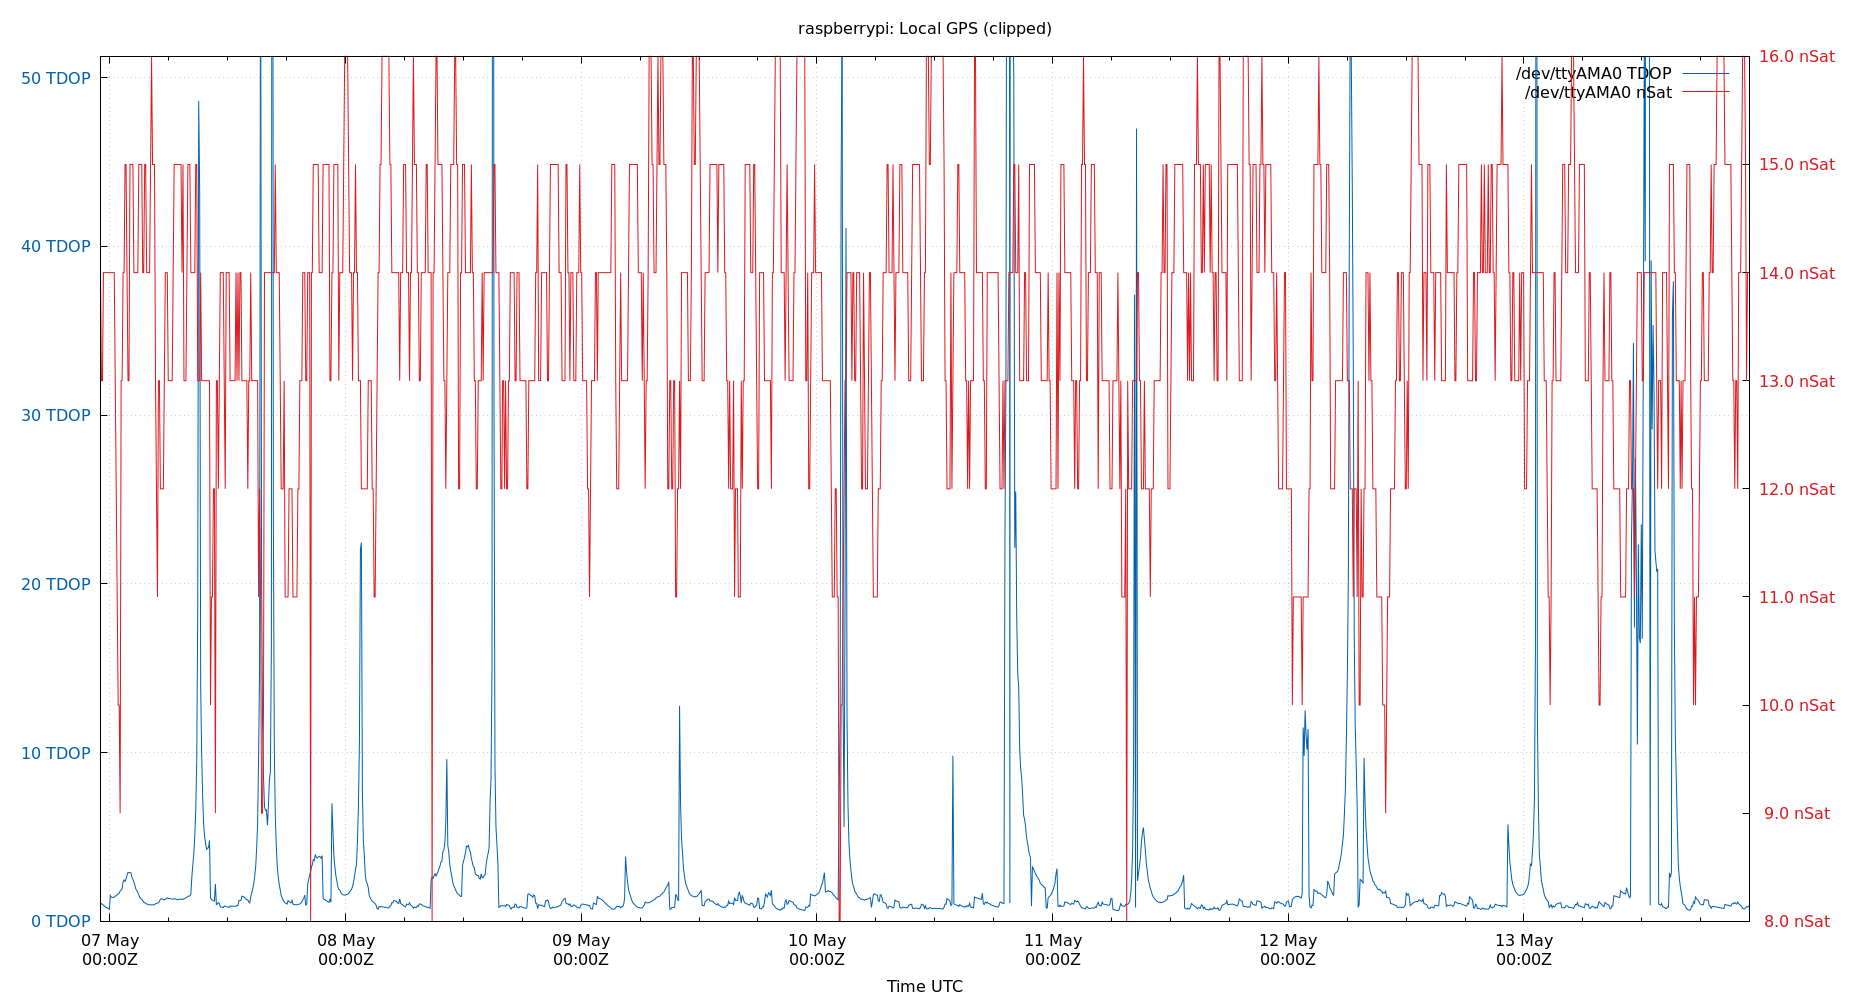 raspberrypi: Local GPS (clipped)
/dev/ttyAMA0 TDOP
/dev/ttyAMA0 nSat
50 TDOP
40 TDOP
30 TDOP
20 TDOP
10 TDOP
0 TDOP
16.0 nSat
15.0 nSat
14.0 nSat
13.0 nSat
12.0 nSat
11.0 nSat
10.0 nSat
9.0 nSat
8.0 nSat
07 May
00:00Z
08 May
00:00Z
09 May
00:00Z
10 May
00:00Z
11 May
00:00Z
12 May
00:00Z
13 May
00:00Z
Time UTC